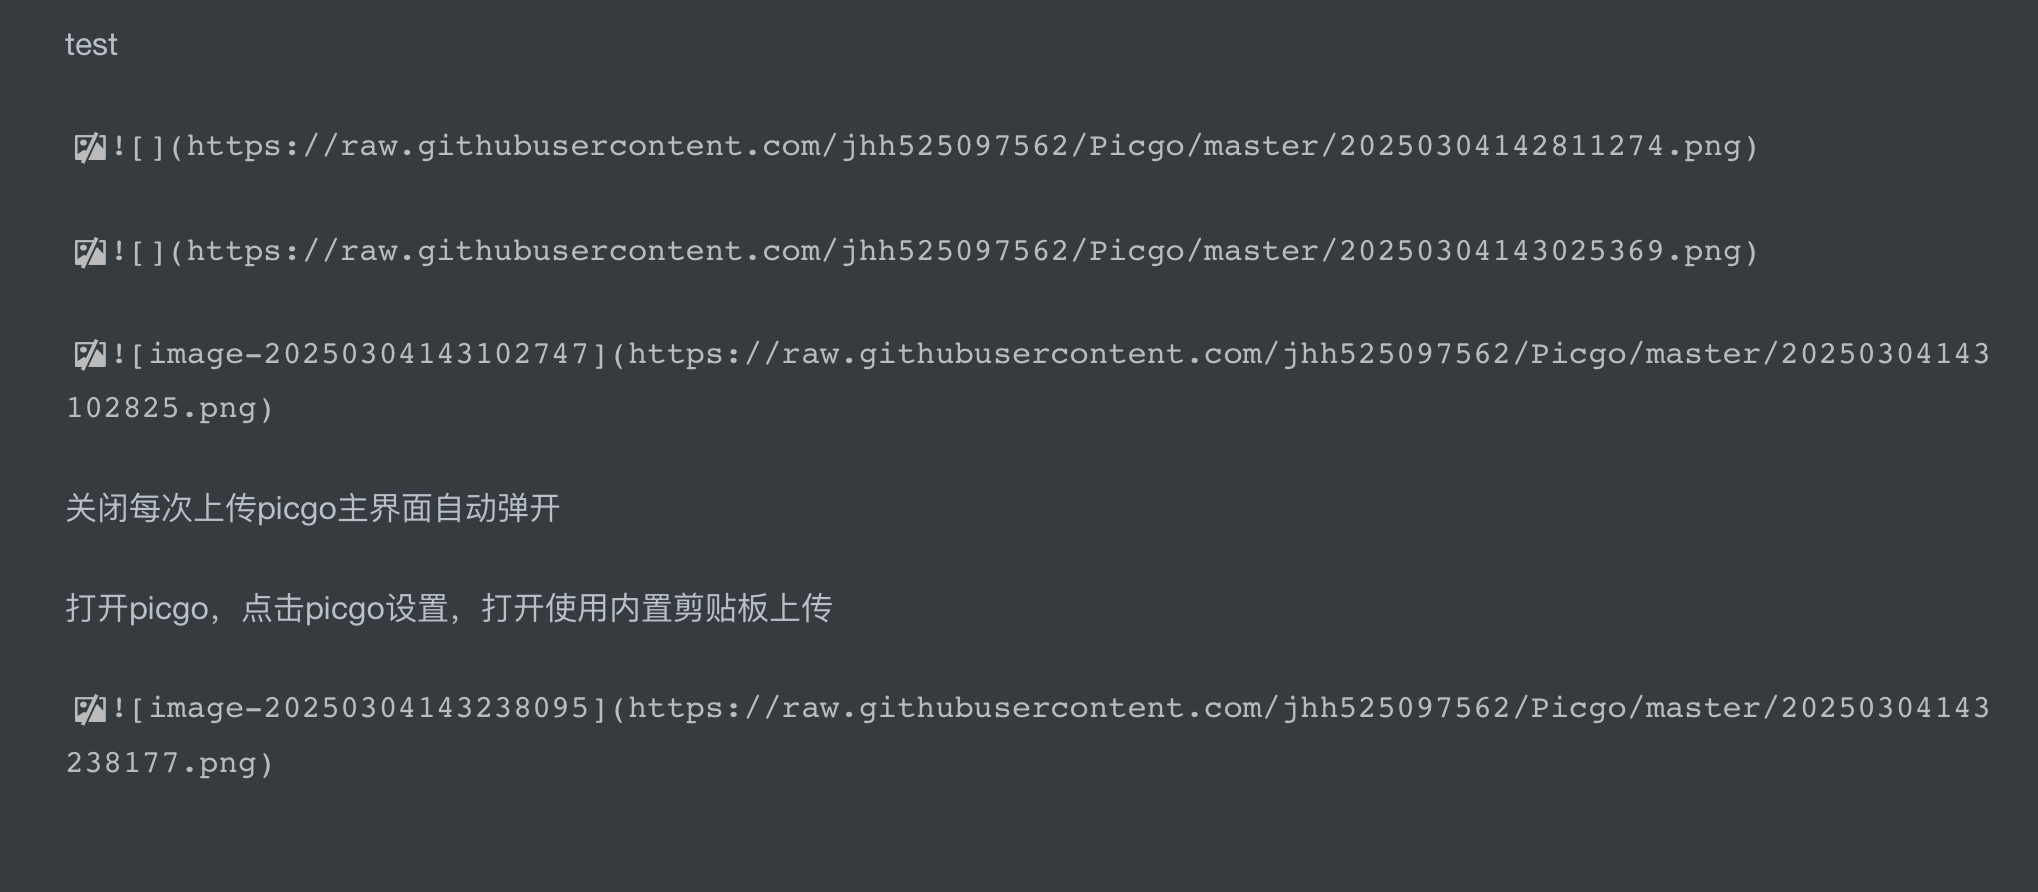 test
![](https://raw.githubusercontent.com/jhh525097562/Picgo/master/20250304142811274.png)
![](https://raw.githubusercontent.com/jhh525097562/Picgo/master/20250304143025369.png)
![image-20250304143102747](https://raw.githubusercontent.com/jhh525097562/Picgo/master/20250304143
102825.png)
关闭每次上传picgo主界面自动弹开
打开picgo，点击picgo设置，打开使用内置剪贴板上传
![image-20250304143238095](https://raw.githubusercontent.com/jhh525097562/Picgo/master/20250304143
238177.png)